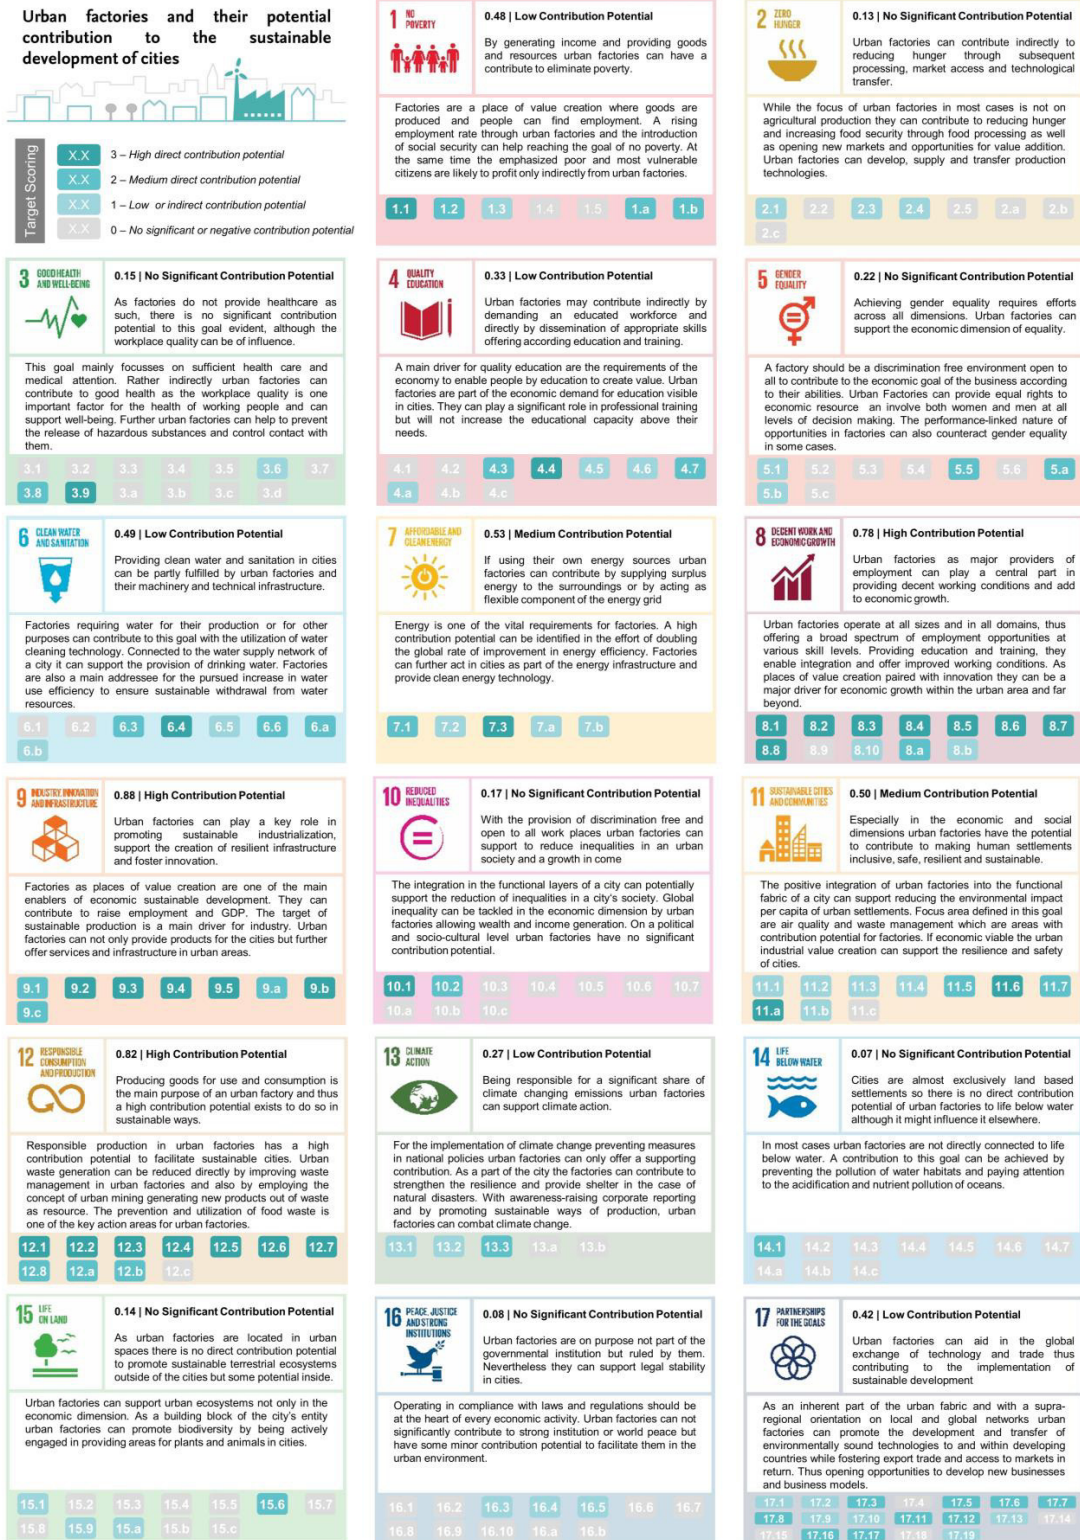 Urban factories and their potential
contribution to the sustainable
development of cities
Target Scoring
X.X 3 – High direct contribution potential
X.X 2 – Medium direct contribution potential
X.X 1 – Low or indirect contribution potential
X.X 0 – No significant or negative contribution potential
1 NO
POVERTY
0.48 | Low Contribution Potential
By generating income and providing goods
and resources urban factories can have a
contribute to eliminate poverty.
Factories are a place of value creation where goods are
produced and people can find employment. A rising
employment rate through urban factories and the introduction
of social security can help reaching the goal of no poverty. At
the same time the emphasized poor and most vulnerable
citizens are likely to profit only indirectly from urban factories.
1.1 1.2 1.3 1.4 1.5 1.a 1.b
2 ZERO
HUNGER
0.13 | No Significant Contribution Potential
Urban factories can contribute indirectly to
reducing hunger through subsequent
processing, market access and technological
transfer.
While the focus of urban factories in most cases is not on
agricultural production they can contribute to reducing hunger
and increasing food security through food processing as well
as opening new markets and opportunities for value addition.
Urban factories can develop, supply and transfer production
technologies.
2.1 2.2 2.3 2.4 2.5 2.a 2.b
2.c
3 GOOD HEALTH
AND WELL-BEING
0.15 | No Significant Contribution Potential
As factories do not provide healthcare as
such, there is no significant contribution
potential to this goal evident, although the
workplace quality can be of influence.
This goal mainly focusses on sufficient health care and
medical attention. Rather indirectly urban factories can
contribute to good health as the workplace quality is one
important factor for the health of working people and can
support well-being. Further urban factories can help to prevent
the release of hazardous substances and control contact with
them.
3.1 3.2 3.3 3.4 3.5 3.6 3.7
3.8 3.9 3.a 3.b 3.c 3.d
4 QUALITY
EDUCATION
0.33 | Low Contribution Potential
Urban factories may contribute indirectly by
demanding an educated workforce and
directly by dissemination of appropriate skills
offering according education and training.
A main driver for quality education are the requirements of the
economy to enable people by education to create value. Urban
factories are part of the economic demand for education visible
in cities. They can play a significant role in professional training
but will not increase the educational capacity above their
needs.
4.1 4.2 4.3 4.4 4.5 4.6 4.7
4.a 4.b 4.c
5 GENDER
EQUALITY
0.22 | No Significant Contribution Potential
Achieving gender equality requires efforts
across all dimensions. Urban factories can
support the economic dimension of equality.
A factory should be a discrimination free environment open to
all to contribute to the economic goal of the business according
to their abilities. Urban Factories can provide equal rights to
economic resource an involve both women and men at all
levels of decision making. The performance-linked nature of
opportunities in factories can also counteract gender equality
in some cases.
5.1 5.2 5.3 5.4 5.5 5.6 5.a
5.b 5.c
6 CLEAN WATER
AND SANITATION
0.49 | Low Contribution Potential
Providing clean water and sanitation in cities
can be partly fulfilled by urban factories and
their machinery and technical infrastructure.
Factories requiring water for their production or for other
purposes can contribute to this goal with the utilization of water
cleaning technology. Connected to the water supply network of
a city it can support the provision of drinking water. Factories
are also a main addressee for the pursued increase in water
use efficiency to ensure sustainable withdrawal from water
resources.
6.1 6.2 6.3 6.4 6.5 6.6 6.a
6.b
7 AFFORDABLE AND
CLEAN ENERGY
0.53 | Medium Contribution Potential
If using their own energy sources urban
factories can contribute by supplying surplus
energy to the surroundings or by acting as
flexible component of the energy grid
Energy is one of the vital requirements for factories. A high
contribution potential can be identified in the effort of doubling
the global rate of improvement in energy efficiency. Factories
can further act in cities as part of the energy infrastructure and
provide clean energy technology.
7.1 7.2 7.3 7.a 7.b
8 DECENT WORK AND
ECONOMIC GROWTH
0.78 | High Contribution Potential
Urban factories as major providers of
employment can play a central part in
providing decent working conditions and add
to economic growth.
Urban factories operate at all sizes and in all domains, thus
offering a broad spectrum of employment opportunities at
various skill levels. Providing education and training, they
enable integration and offer improved working conditions. As
places of value creation paired with innovation they can be a
major driver for economic growth within the urban area and far
beyond.
8.1 8.2 8.3 8.4 8.5 8.6 8.7
8.8 8.9 8.10 8.a 8.b
9 INDUSTRY, INNOVATION
AND INFRASTRUCTURE
0.88 | High Contribution Potential
Urban factories can play a key role in
promoting sustainable industrialization,
support the creation of resilient infrastructure
and foster innovation.
Factories as places of value creation are one of the main
enablers of economic sustainable development. They can
contribute to raise employment and GDP. The target of
sustainable production is a main driver for industry. Urban
factories can not only provide products for the cities but further
offer services and infrastructure in urban areas.
9.1 9.2 9.3 9.4 9.5 9.a 9.b
9.c
10 REDUCED
INEQUALITIES
0.17 | No Significant Contribution Potential
With the provision of discrimination free and
open to all work places urban factories can
support to reduce inequalities in an urban
society and a growth in come
The integration in the functional layers of a city can potentially
support the reduction of inequalities in a city's society. Global
inequality can be tackled in the economic dimension by urban
factories allowing wealth and income generation. On a political
and socio-cultural level urban factories have no significant
contribution potential.
10.1 10.2 10.3 10.4 10.5 10.6 10.7
10.a 10.b 10.c
11 SUSTAINABLE CITIES
AND COMMUNITIES
0.50 | Medium Contribution Potential
Especially in the economic and social
dimensions urban factories have the potential
to contribute to making human settlements
inclusive, safe, resilient and sustainable.
The positive integration of urban factories into the functional
fabric of a city can support reducing the environmental impact
per capita of urban settlements. Focus area defined in this goal
are air quality and waste management which are areas with
contribution potential for factories. If economic viable the urban
industrial value creation can support the resilience and safety
of cities.
11.1 11.2 11.3 11.4 11.5 11.6 11.7
11.a 11.b 11.c
12 RESPONSIBLE
CONSUMPTION
AND PRODUCTION
0.82 | High Contribution Potential
Producing goods for use and consumption is
the main purpose of an urban factory and thus
a high contribution potential exists to do so in
sustainable ways.
Responsible production in urban factories has a high
contribution potential to facilitate sustainable cities. Urban
waste generation can be reduced directly by improving waste
management in urban factories and also by employing the
concept of urban mining generating new products out of waste
as resource. The prevention and utilization of food waste is
one of the key action areas for urban factories.
12.1 12.2 12.3 12.4 12.5 12.6 12.7
12.8 12.a 12.b 12.c
13 CLIMATE
ACTION
0.27 | Low Contribution Potential
Being responsible for a significant share of
climate changing emissions urban factories
can support climate action.
For the implementation of climate change preventing measures
in national policies urban factories can only offer a supporting
contribution. As a part of the city the factories can contribute to
strengthen the resilience and provide shelter in the case of
natural disasters. With awareness-raising corporate reporting
and by promoting sustainable ways of production, urban
factories can combat climate change.
13.1 13.2 13.3 13.a 13.b
14 LIFE
BELOW WATER
0.07 | No Significant Contribution Potential
Cities are almost exclusively land based
settlements so there is no direct contribution
potential of urban factories to life below water
although it might influence it elsewhere.
In most cases urban factories are not directly connected to life
below water. A contribution to this goal can be achieved by
preventing the pollution of water habitats and paying attention
to the acidification and nutrient pollution of oceans.
14.1 14.2 14.3 14.4 14.5 14.6 14.7
14.a 14.b 14.c
15 LIFE
ON LAND
0.14 | No Significant Contribution Potential
As urban factories are located in urban
spaces there is no direct contribution potential
to promote sustainable terrestrial ecosystems
outside of the cities but some potential inside.
Urban factories can support urban ecosystems not only in the
economic dimension. As a building block of the city's entity
urban factories can promote biodiversity by being actively
engaged in providing areas for plants and animals in cities.
15.1 15.2 15.3 15.4 15.5 15.6 15.7
15.8 15.9 15.a 15.b 15.c
16 PEACE, JUSTICE
AND STRONG
INSTITUTIONS
0.08 | No Significant Contribution Potential
Urban factories are on purpose not part of the
governmental institution but ruled by them.
Nevertheless they can support legal stability
in cities.
Operating in compliance with laws and regulations should be
at the heart of every economic activity. Urban factories can not
significantly contribute to strong institution or world peace but
have some minor contribution potential to facilitate them in the
urban environment.
16.1 16.2 16.3 16.4 16.5 16.6 16.7
16.8 16.9 16.10 16.a 16.b
17 PARTNERSHIPS
FOR THE GOALS
0.42 | Low Contribution Potential
Urban factories can aid in the global
exchange of technology and trade thus
contributing to the implementation of
sustainable development
As an inherent part of the urban fabric and with a supra-
regional orientation on local and global networks urban
factories can promote the development and transfer of
environmentally sound technologies to and within developing
countries while fostering export trade and access to markets in
return. Thus opening opportunities to develop new businesses
and business models.
17.1 17.2 17.3 17.4 17.5 17.6 17.7
17.8 17.9 17.10 17.11 17.12 17.13 17.14
17.15 17.16 17.17 17.18 17.19